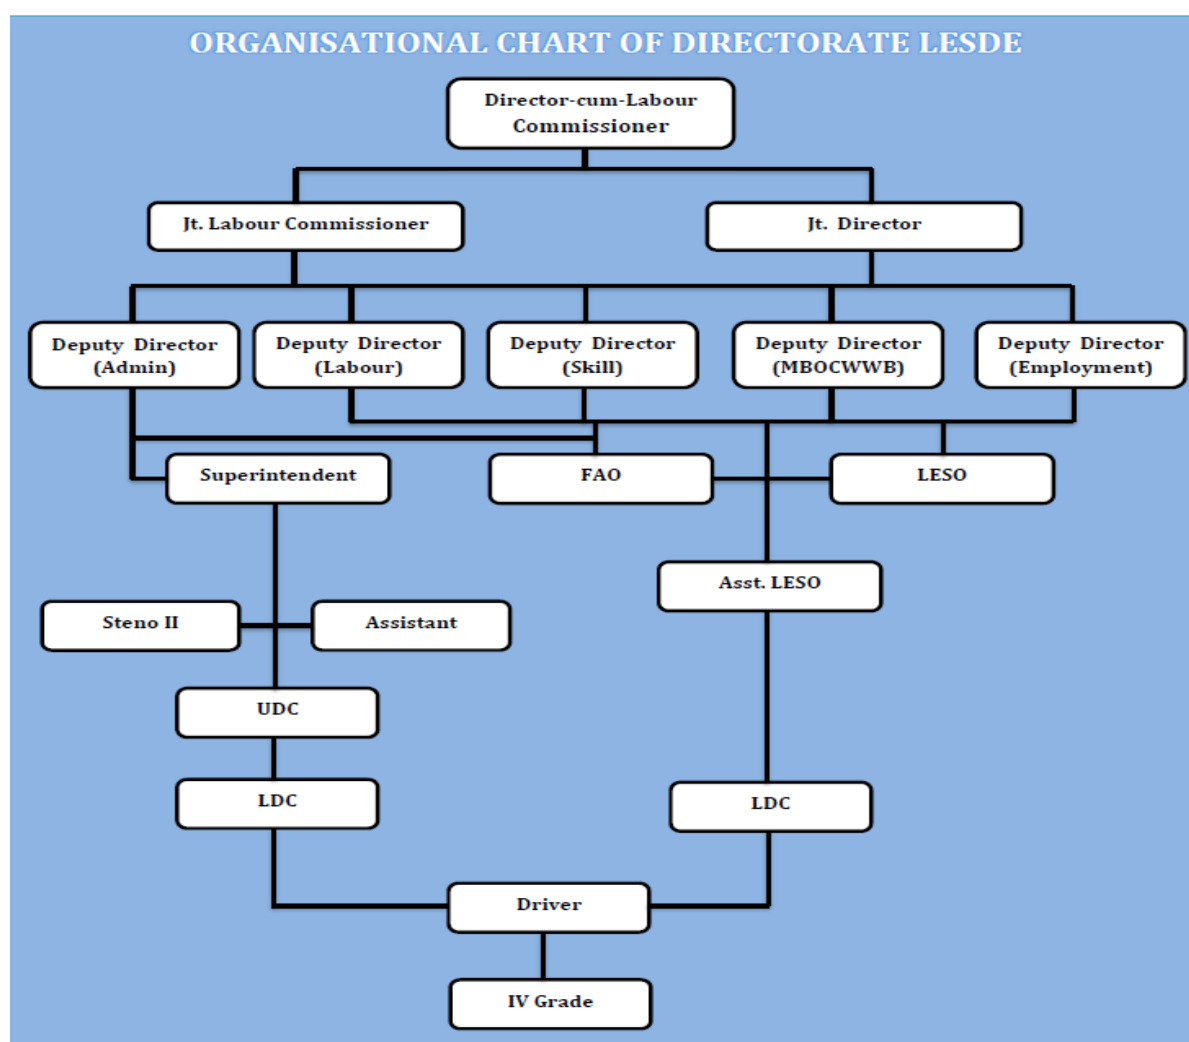 ORGANISATIONAL CHART OF DIRECTORATE LESDE
Director-cum-Labour
Commissioner
Jt. Labour Commissioner
Jt. Director
Deputy Director
(Admin)
Deputy Director
(Labour)
Deputy Director
(Skill)
Deputy Director
(MBOCWWB)
Deputy Director
(Employment)
Superintendent
FAO
LESO
Asst. LESO
Steno II
Assistant
UDC
LDC
LDC
Driver
IV Grade